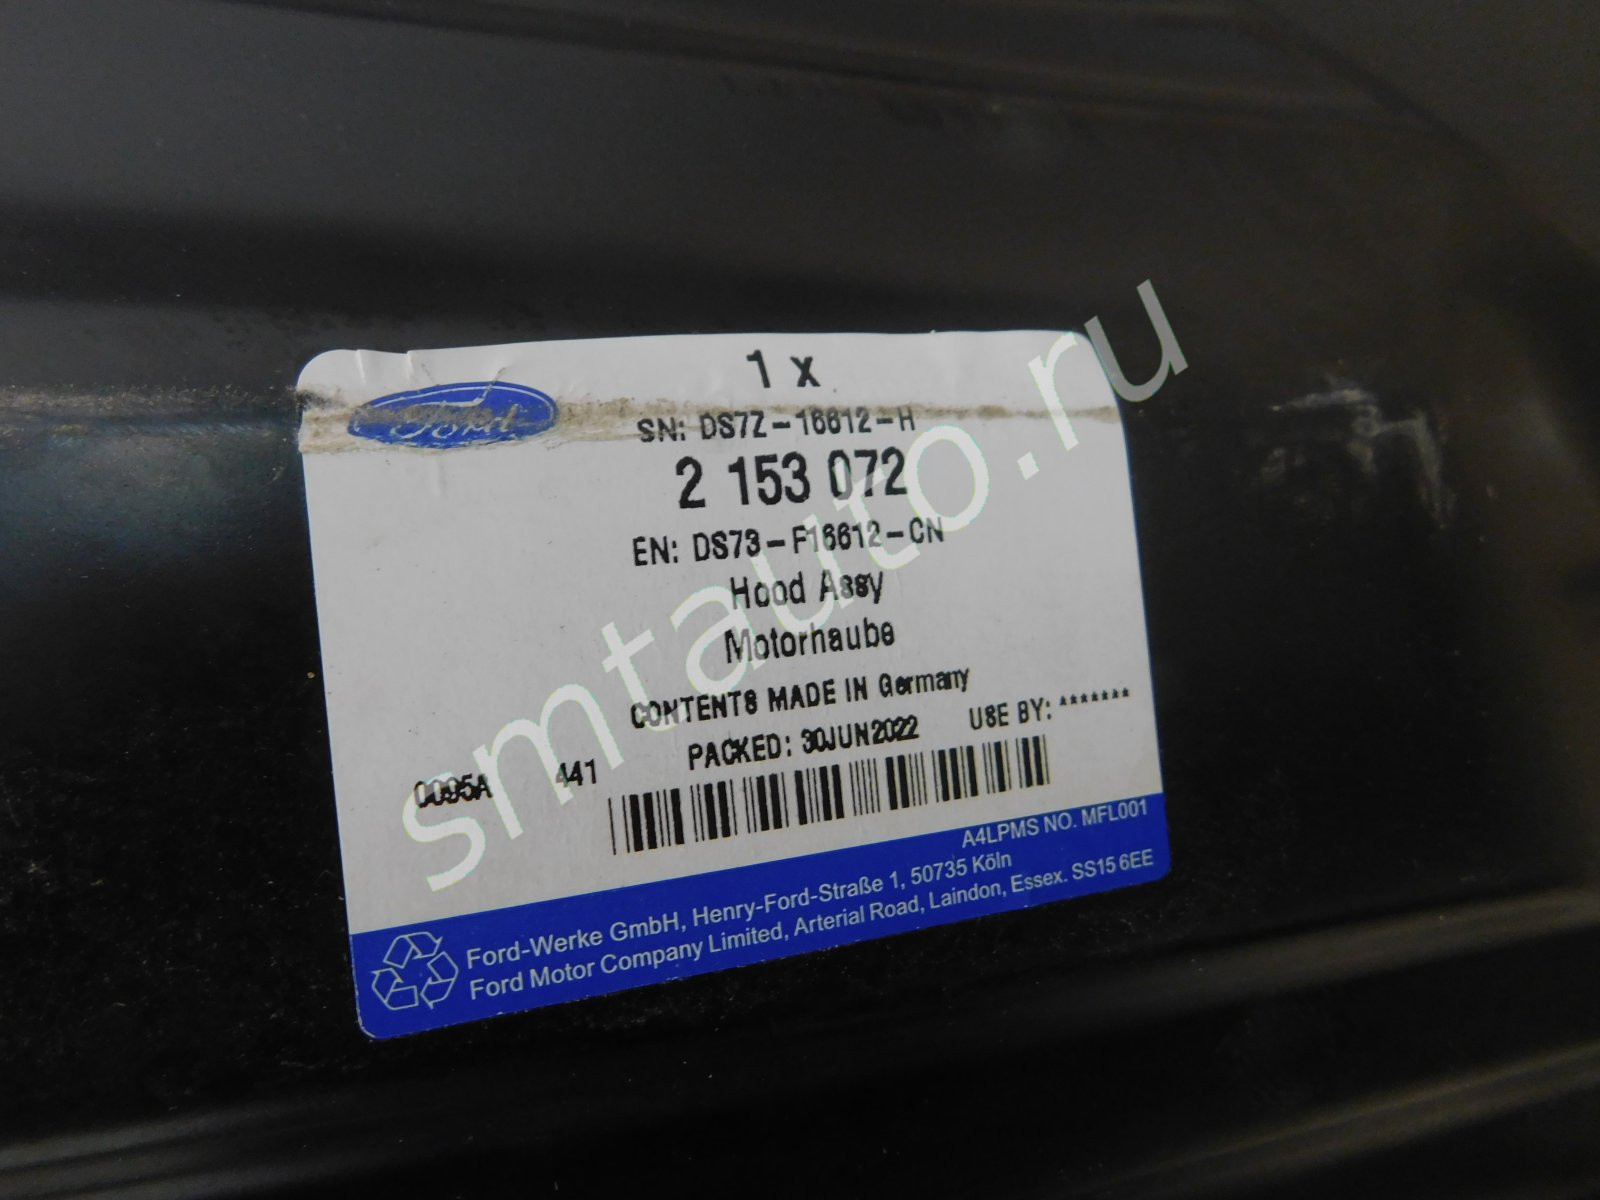 1 x
Ford
SN: DS7Z-16612-H
2 153 072
EN: DS73-F16612-CN
Hood Assy
Motorhaube
CONTENTS MADE IN Germany
PACKED: 30JUN2022 USE BY: *******
0095A 441
A4LPMS NO. MFL001
Ford-Werke GmbH, Henry-Ford-Straße 1, 50735 Köln
Ford Motor Company Limited, Arterial Road, Laindon, Essex. SS15 6EE
smtauto.ru